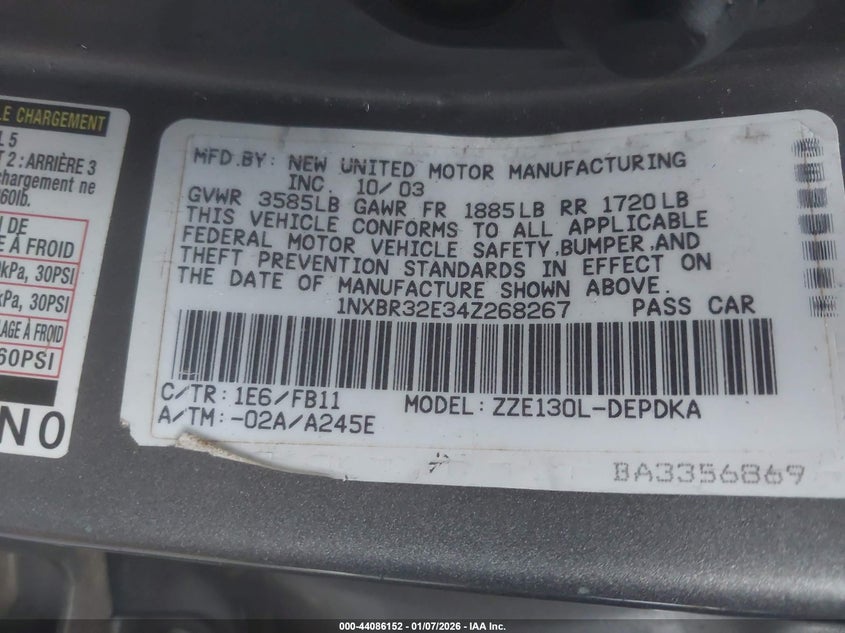 LE CHARGEMENT
L 5
T 2 : ARRIÈRE 3
chargement ne
60lb.
I DE
E À FROID
kPa, 30PSI
kPa, 30PSI
LAGE À FROID
60PSI
NO
MFD.BY: NEW UNITED MOTOR MANUFACTURING
INC. 10/03
GVWR 3585LB GAWR FR 1885LB RR 1720LB
THIS VEHICLE CONFORMS TO ALL APPLICABLE
FEDERAL MOTOR VEHICLE SAFETY,BUMPER,AND
THEFT PREVENTION STANDARDS IN EFFECT ON
THE DATE OF MANUFACTURE SHOWN ABOVE.
1NXBR32E34Z268267 PASS CAR
C/TR: 1E6/FB11 MODEL: ZZE130L-DEPDKA
A/TM:-02A/A245E
BA3356869
000-44086152 - 01/07/2026 - IAA Inc.